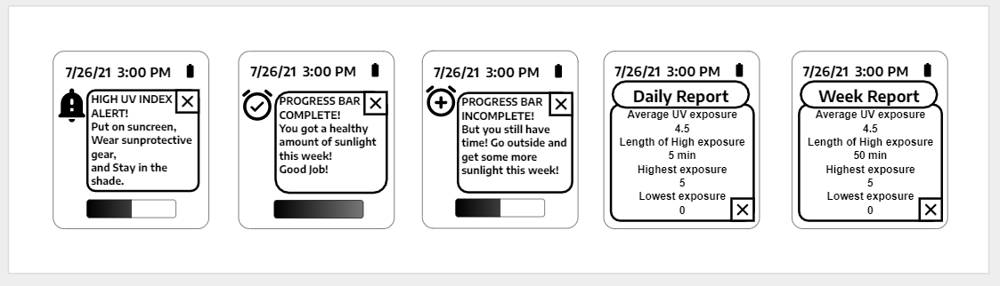 7/26/21 3:00 PM
HIGH UV INDEX
ALERT!
Put on suncreen,
Wear sunprotective
gear,
and Stay in the
shade.
7/26/21 3:00 PM
PROGRESS BAR
COMPLETE!
You got a healthy
amount of sunlight
this week!
Good Job!
7/26/21 3:00 PM
PROGRESS BAR
INCOMPLETE!
But you still have
time! Go outside and
get some more
sunlight this week!
7/26/21 3:00 PM
Daily Report
Average UV exposure
4.5
Length of High exposure
5 min
Highest exposure
5
Lowest exposure
0
7/26/21 3:00 PM
Week Report
Average UV exposure
4.5
Length of High exposure
50 min
Highest exposure
5
Lowest exposure
0